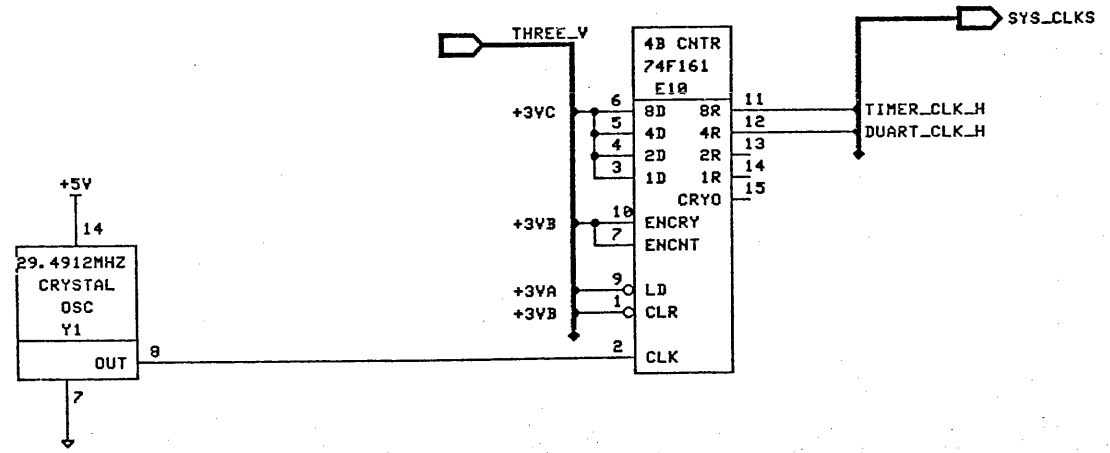 SYS_CLKS
THREE_V
4B CNTR
74F161
E10
+3VC
6 8D 8R 11 TIMER_CLK_H
5 4D 4R 12 DUART_CLK_H
4 2D 2R 13
3 1D 1R 14
CRYO 15
+5V
14
+3VB 10 ENCRY
7 ENCNT
29.4912MHZ
CRYSTAL
OSC
Y1
+3VA 9 LD
+3VB 1 CLR
OUT 8 2 CLK
7